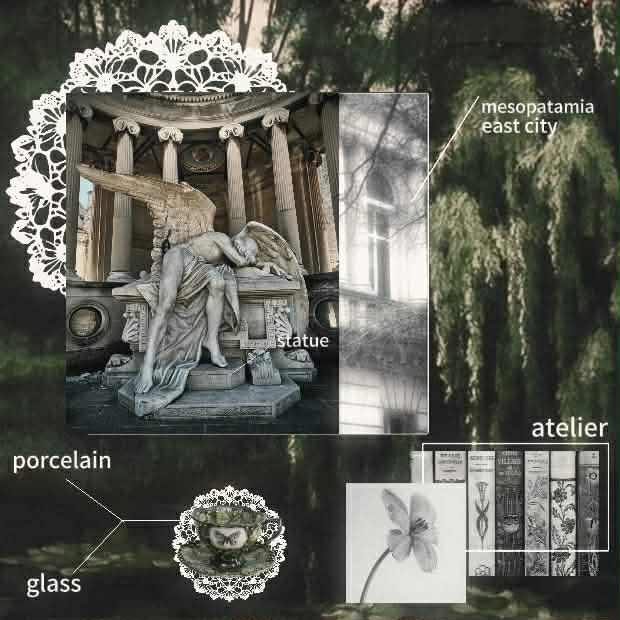 mesopatamia
east city
statue
atelier
porcelain
glass